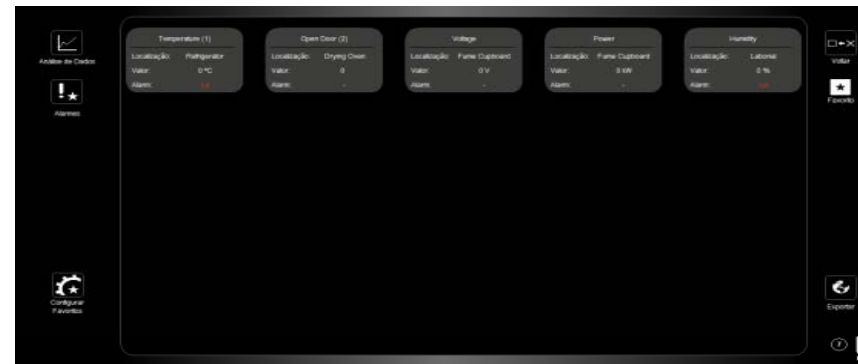 Análise de Dados
Alarmes
Configurar
Favoritos
Temperature (1)
Localização: Refrigerator
Valor: 0 ºC
Alarm:
Open Door (2)
Localização: Drying Oven
Valor: 0
Alarm: -
Voltage
Localização: Fume Cupboard
Valor: 0 V
Alarm: -
Power
Localização: Fume Cupboard
Valor: 0 kW
Alarm: -
Humidity
Localização:
Valor: 0 %
Alarm:
Voltar
Favorito
Exportar